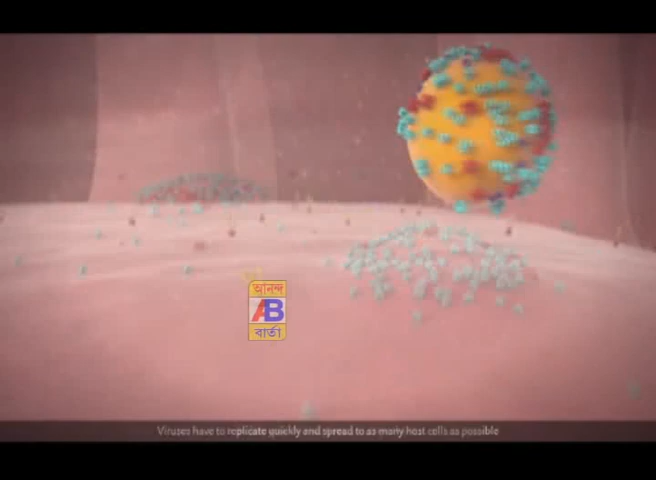 আনন্দ
AB
বার্তা
Viruses have to replicate quickly and spread to as many host cells as possible